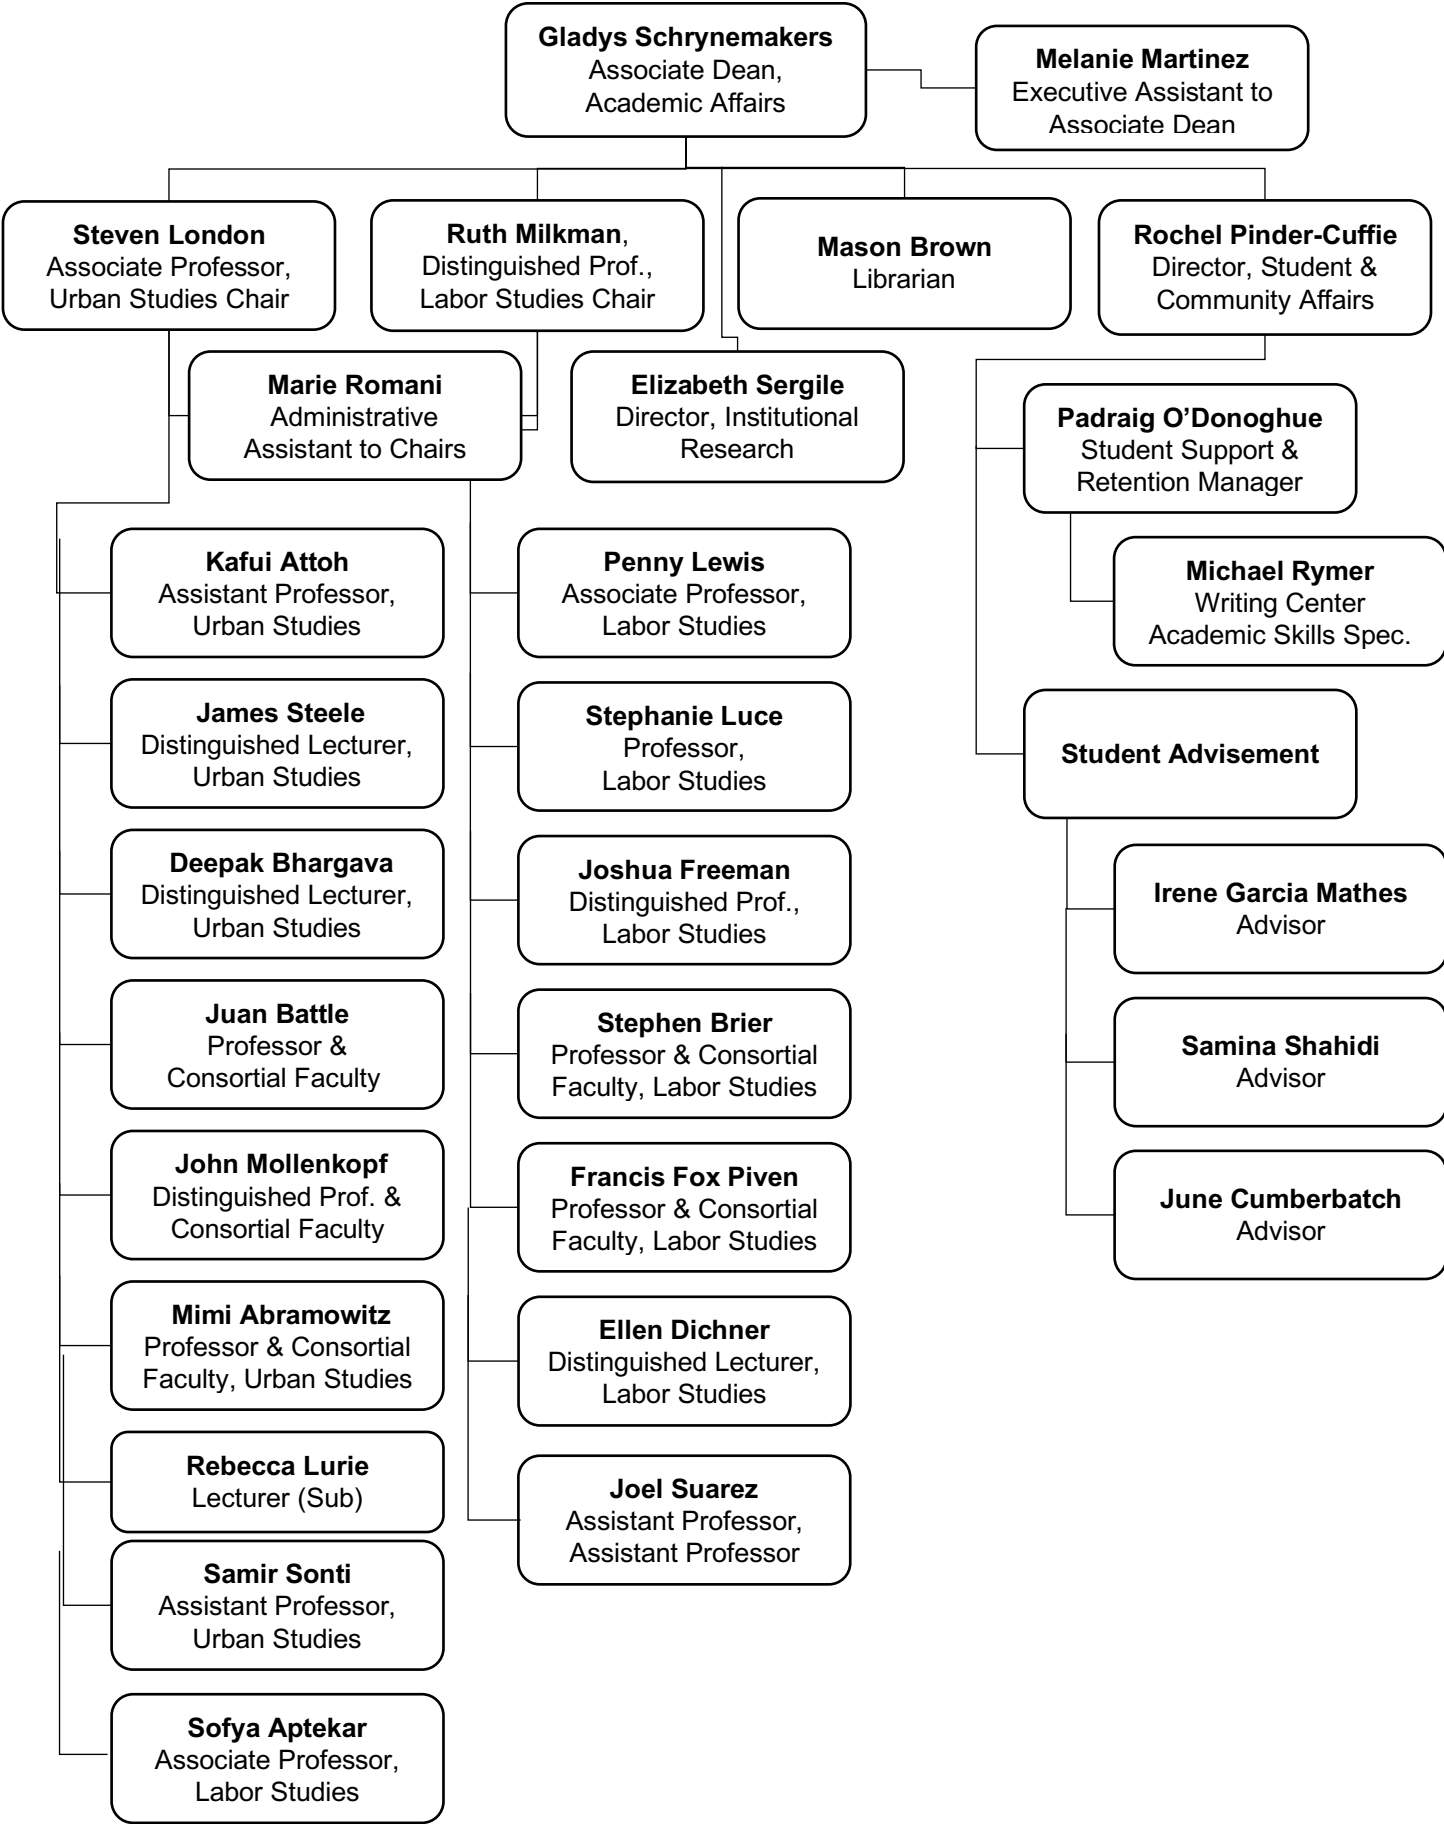 Gladys Schrynemakers
Associate Dean,
Academic Affairs
Melanie Martinez
Executive Assistant to
Associate Dean
Steven London
Associate Professor,
Urban Studies Chair
Ruth Milkman,
Distinguished Prof.,
Labor Studies Chair
Mason Brown
Librarian
Rochel Pinder-Cuffie
Director, Student &
Community Affairs
Marie Romani
Administrative
Assistant to Chairs
Elizabeth Sergile
Director, Institutional
Research
Padraig O’Donoghue
Student Support &
Retention Manager
Michael Rymer
Writing Center
Academic Skills Spec.
Kafui Attoh
Assistant Professor,
Urban Studies
Penny Lewis
Associate Professor,
Labor Studies
James Steele
Distinguished Lecturer,
Urban Studies
Stephanie Luce
Professor,
Labor Studies
Student Advisement
Deepak Bhargava
Distinguished Lecturer,
Urban Studies
Joshua Freeman
Distinguished Prof.,
Labor Studies
Irene Garcia Mathes
Advisor
Juan Battle
Professor &
Consortial Faculty
Stephen Brier
Professor & Consortial
Faculty, Labor Studies
Samina Shahidi
Advisor
John Mollenkopf
Distinguished Prof. &
Consortial Faculty
Francis Fox Piven
Professor & Consortial
Faculty, Labor Studies
June Cumberbatch
Advisor
Mimi Abramowitz
Professor & Consortial
Faculty, Urban Studies
Ellen Dichner
Distinguished Lecturer,
Labor Studies
Rebecca Lurie
Lecturer (Sub)
Joel Suarez
Assistant Professor,
Assistant Professor
Samir Sonti
Assistant Professor,
Urban Studies
Sofya Aptekar
Associate Professor,
Labor Studies